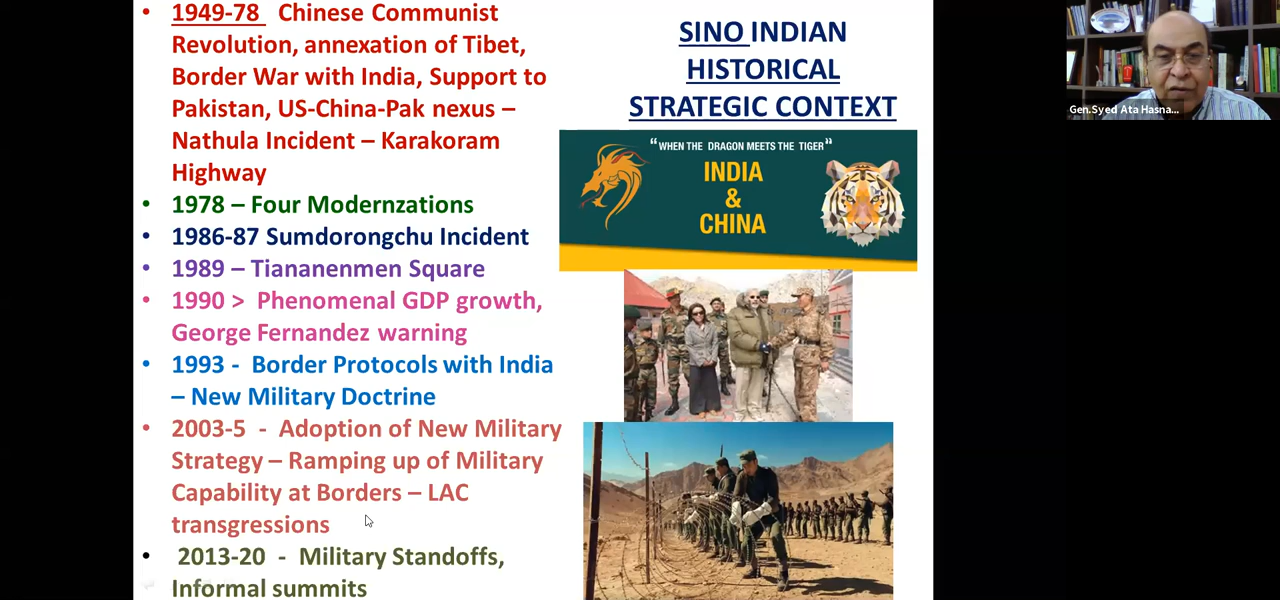 • 1949-78 Chinese Communist
Revolution, annexation of Tibet,
Border War with India, Support to
Pakistan, US-China-Pak nexus –
Nathula Incident – Karakoram
Highway
• 1978 – Four Modernzations
• 1986-87 Sumdorongchu Incident
• 1989 – Tiananenmen Square
• 1990 > Phenomenal GDP growth,
George Fernandez warning
• 1993 - Border Protocols with India
– New Military Doctrine
• 2003-5 - Adoption of New Military
Strategy – Ramping up of Military
Capability at Borders – LAC
transgressions
• 2013-20 - Military Standoffs,
Informal summits
SINO INDIAN
HISTORICAL
STRATEGIC CONTEXT
“WHEN THE DRAGON MEETS THE TIGER”
INDIA
&
CHINA
Gen.Syed Ata Hasna...